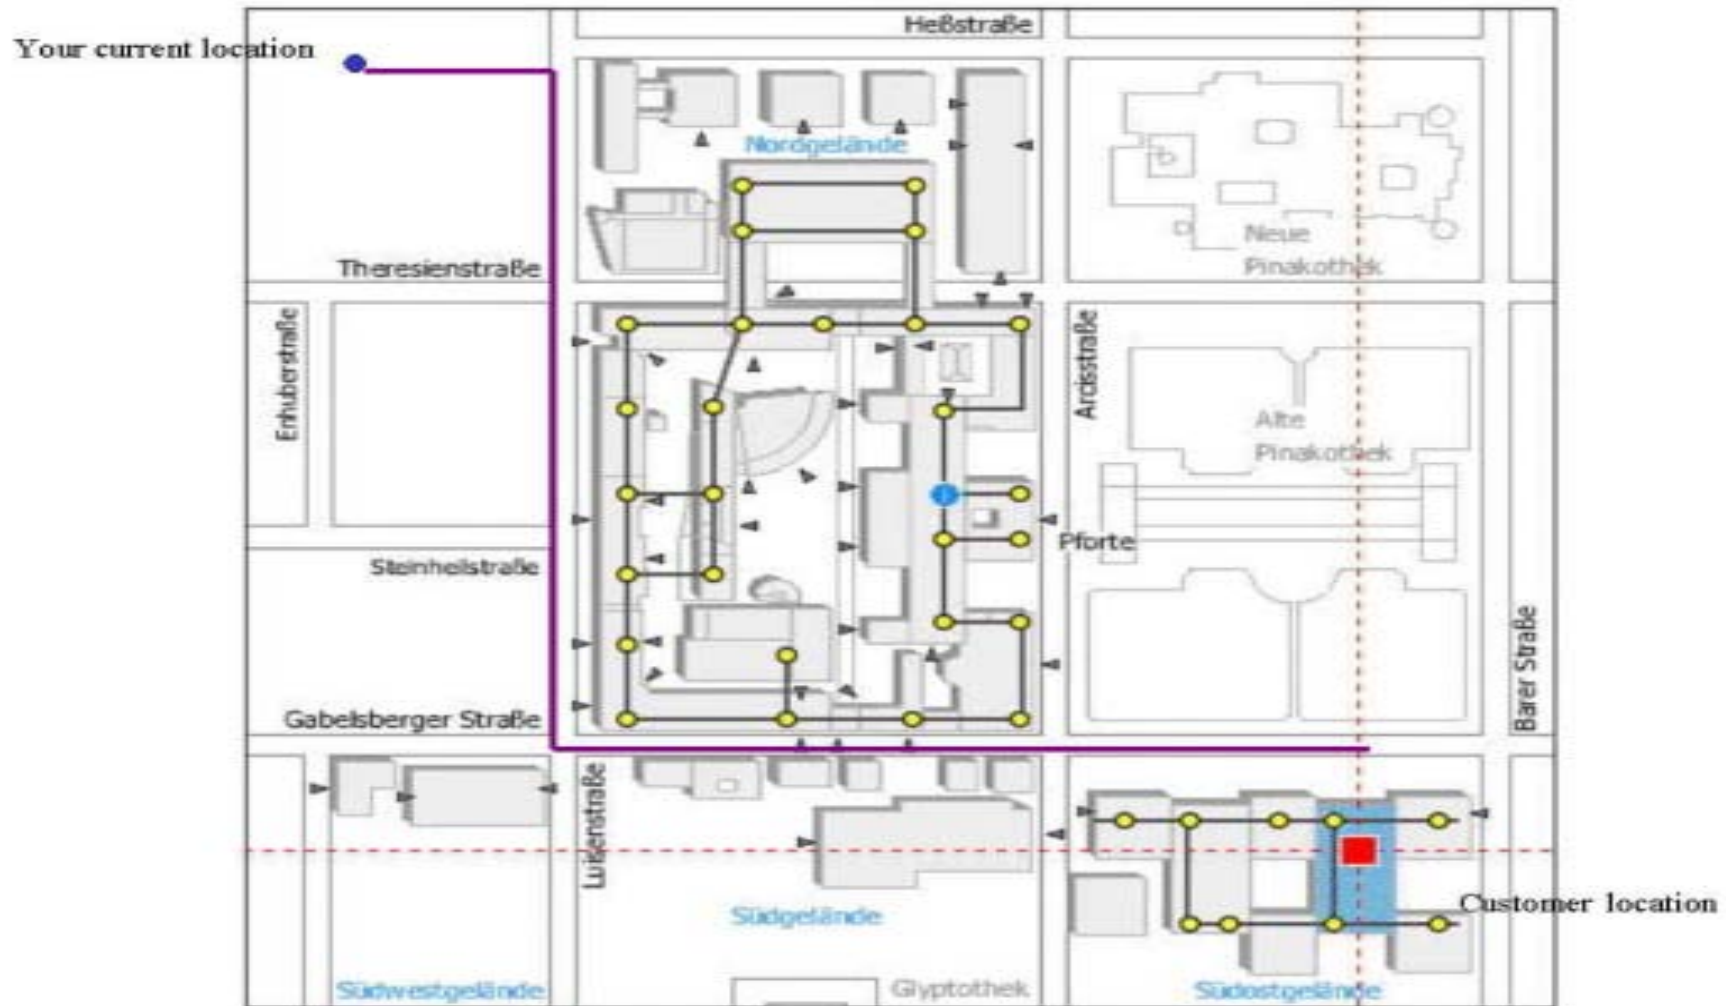 Heßstraße
Your current location
Nordgelände
Neue
Pinakothek
Theresienstraße
Enhuberstraße
Arcisstraße
Alte
Pinakothek
Pforte
Steinheilstraße
Barer Straße
Gabelsberger Straße
Luisenstraße
Customer location
Südgelände
Südwestgelände
Glyptothek
Südostgelände